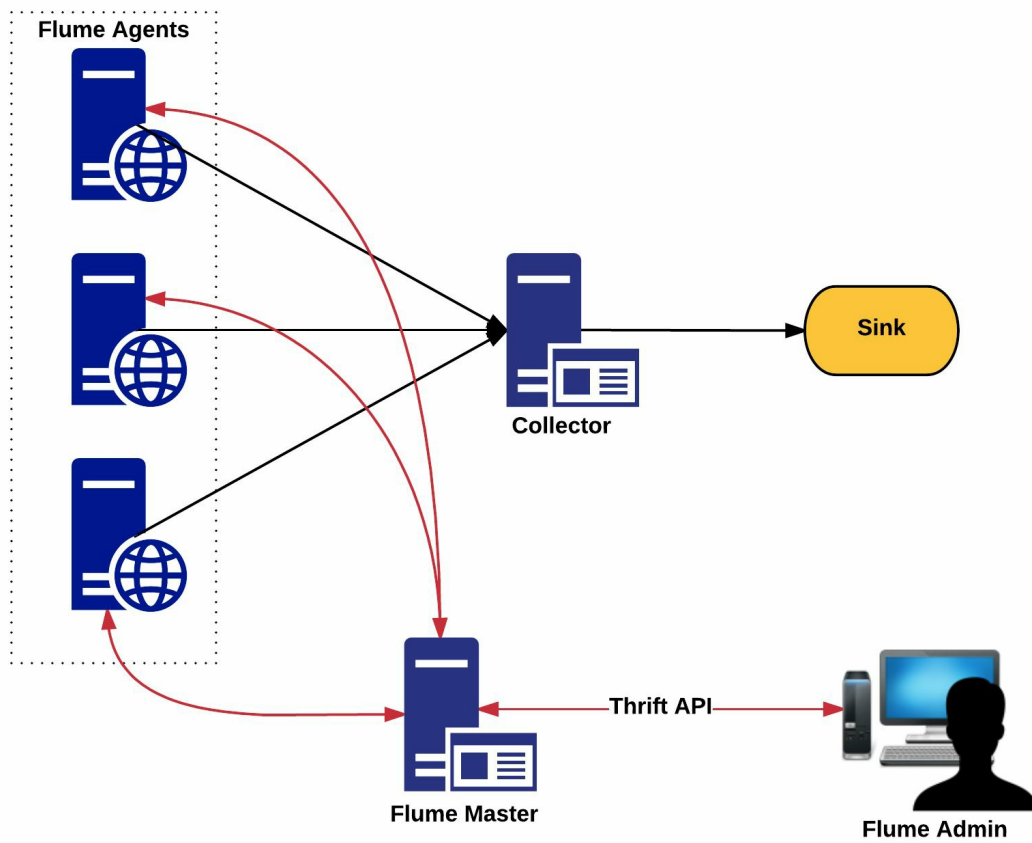 Flume Agents
Sink
Collector
Thrift API
Flume Master
Flume Admin